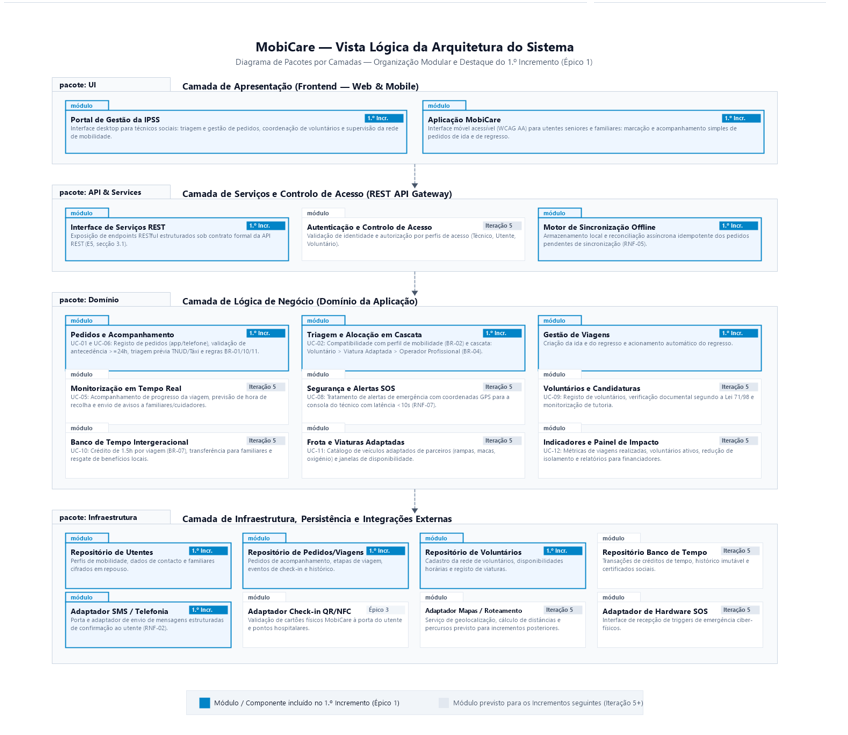 MobiCare — Vista Lógica da Arquitetura do Sistema
Diagrama de Pacotes por Camadas — Organização Modular e Destaque do 1.º Incremento (Épico 1)
pacote: UI
Camada de Apresentação (Frontend — Web & Mobile)
módulo
Portal de Gestão da IPSS
1.º Incr.
Interface desktop para técnicos sociais: triagem e gestão de pedidos, coordenação de voluntários e supervisão da rede
de mobilidade.
módulo
Aplicação MobiCare
1.º Incr.
Interface móvel acessível (WCAG AA) para utentes seniores e familiares: marcação e acompanhamento simples de
pedidos de ida e de regresso.
pacote: API & Services
Camada de Serviços e Controlo de Acesso (REST API Gateway)
módulo
Interface de Serviços REST
1.º Incr.
Exposição de endpoints RESTful estruturados sob contrato formal da API
REST (E5, secção 3.1).
módulo
Autenticação e Controlo de Acesso
Iteração 5
Validação de identidade e autorização por perfis de acesso (Técnico, Utente,
Voluntário).
módulo
Motor de Sincronização Offline
1.º Incr.
Armazenamento local e reconciliação assíncrona idempotente dos pedidos
pendentes de sincronização (RNF-05).
pacote: Domínio
Camada de Lógica de Negócio (Domínio da Aplicação)
módulo
Pedidos e Acompanhamento
1.º Incr.
UC-01 e UC-06: Registo de pedidos (app/telefone), validação de
antecedência >=24h, triagem prévia TNUD/Táxi e regras BR-01/10/11.
módulo
Triagem e Alocação em Cascata
1.º Incr.
UC-02: Compatibilidade com perfil de mobilidade (BR-02) e cascata:
Voluntário > Viatura Adaptada > Operador Profissional (BR-04).
módulo
Gestão de Viagens
1.º Incr.
Criação da ida e do regresso e acionamento automático do regresso.
módulo
Monitorização em Tempo Real
Iteração 5
UC-05: Acompanhamento de progresso da viagem, previsão de hora de
recolha e envio de avisos a familiares/cuidadores.
módulo
Segurança e Alertas SOS
Iteração 5
UC-08: Tratamento de alertas de emergência com coordenadas GPS para a
consola do técnico com latência <10s (RNF-07).
módulo
Voluntários e Candidaturas
Iteração 5
UC-09: Registo de voluntários, verificação documental segundo a Lei 71/98 e
monitorização de tutoria.
módulo
Banco de Tempo Intergeracional
Iteração 5
UC-10: Crédito de 1.5h por viagem (BR-07), transferência para familiares e
resgate de benefícios locais.
módulo
Frota e Viaturas Adaptadas
Iteração 5
UC-11: Catálogo de veículos adaptados de parceiros (rampas, macas,
oxigénio) e janelas de disponibilidade.
módulo
Indicadores e Painel de Impacto
Iteração 5
UC-12: Métricas de viagens realizadas, voluntários ativos, redução de
isolamento e relatórios para financiadores.
pacote: Infraestrutura
Camada de Infraestrutura, Persistência e Integrações Externas
módulo
Repositório de Utentes
1.º Incr.
Perfis de mobilidade, dados de contacto e familiares
cifrados em repouso.
módulo
Repositório de Pedidos/Viagens
1.º Incr.
Pedidos de acompanhamento, etapas de viagem,
eventos de check-in e histórico.
módulo
Repositório de Voluntários
1.º Incr.
Cadastro da rede de voluntários, disponibilidades
horárias e registo de viaturas.
módulo
Repositório Banco de Tempo
Iteração 5
Transações de créditos de tempo, histórico imutável e
certificados sociais.
módulo
Adaptador SMS / Telefonia
1.º Incr.
Porta e adaptador de envio de mensagens estruturadas
de confirmação ao utente (RNF-02).
módulo
Adaptador Check-in QR/NFC
Épico 3
Validação de cartões físicos MobiCare à porta do utente
e pontos hospitalares.
módulo
Adaptador Mapas / Roteamento
Iteração 5
Serviço de geolocalização, cálculo de distâncias e
percursos previsto para incrementos posteriores.
módulo
Adaptador de Hardware SOS
Iteração 5
Interface de receção de triggers de emergência ciber-
físicos.
Módulo / Componente incluído no 1.º Incremento (Épico 1)
Módulo previsto para os Incrementos seguintes (Iteração 5+)